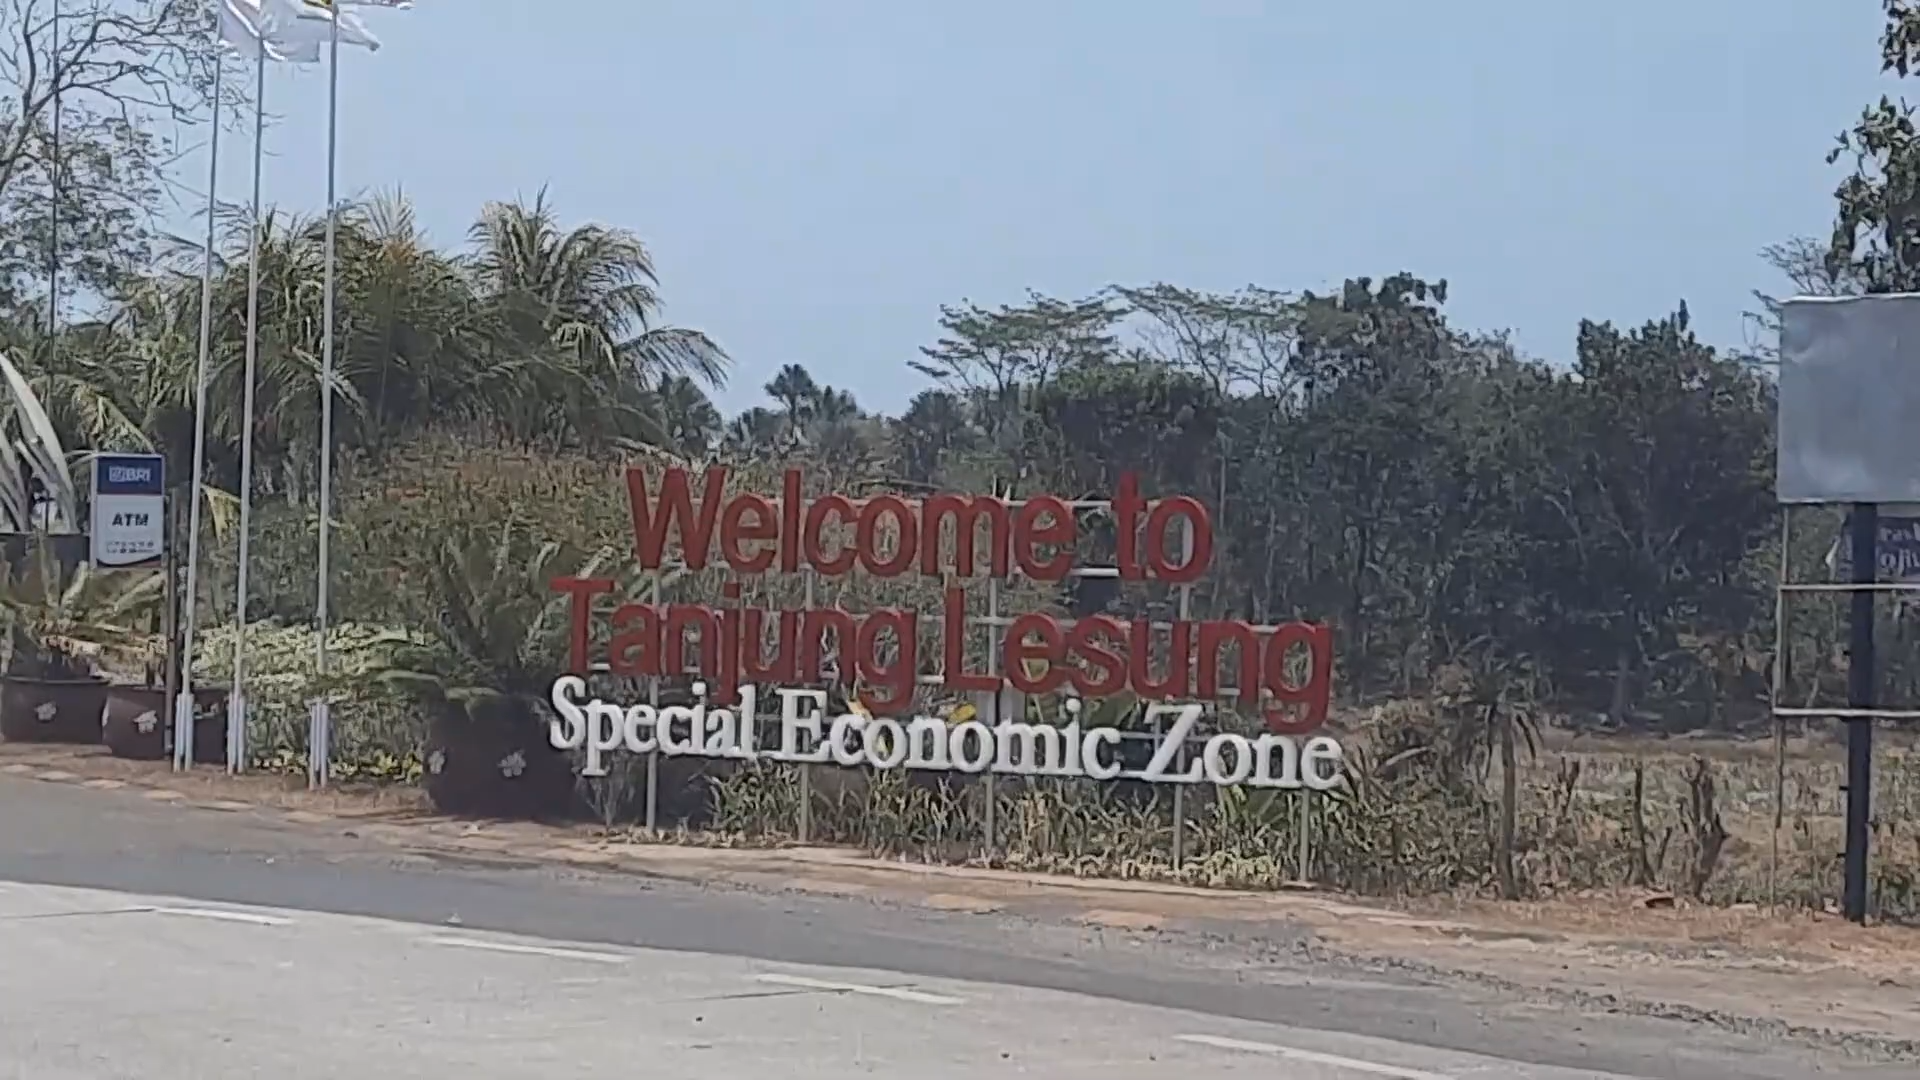 BRI
ATM
Welcome to
Tanjung Lesung
Special Economic Zone